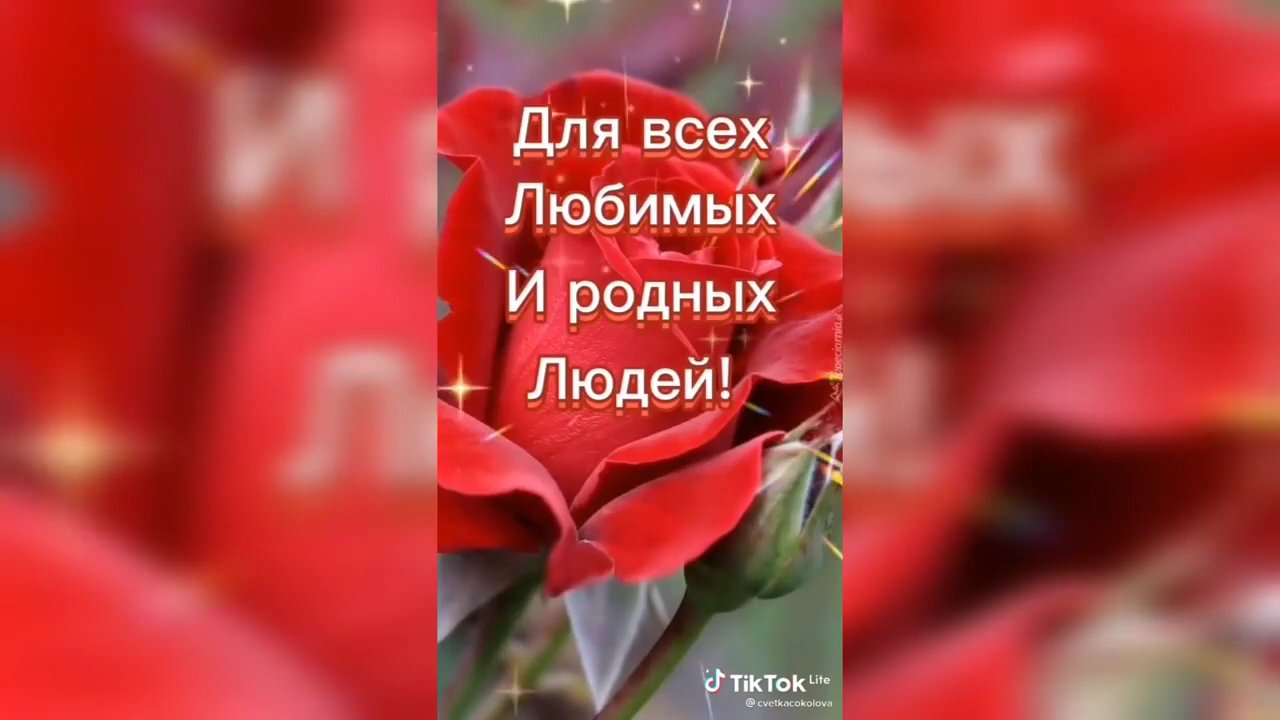 Для всех
Любимых
И родных
Людей!
TikTok Lite
@cvetkacokolova